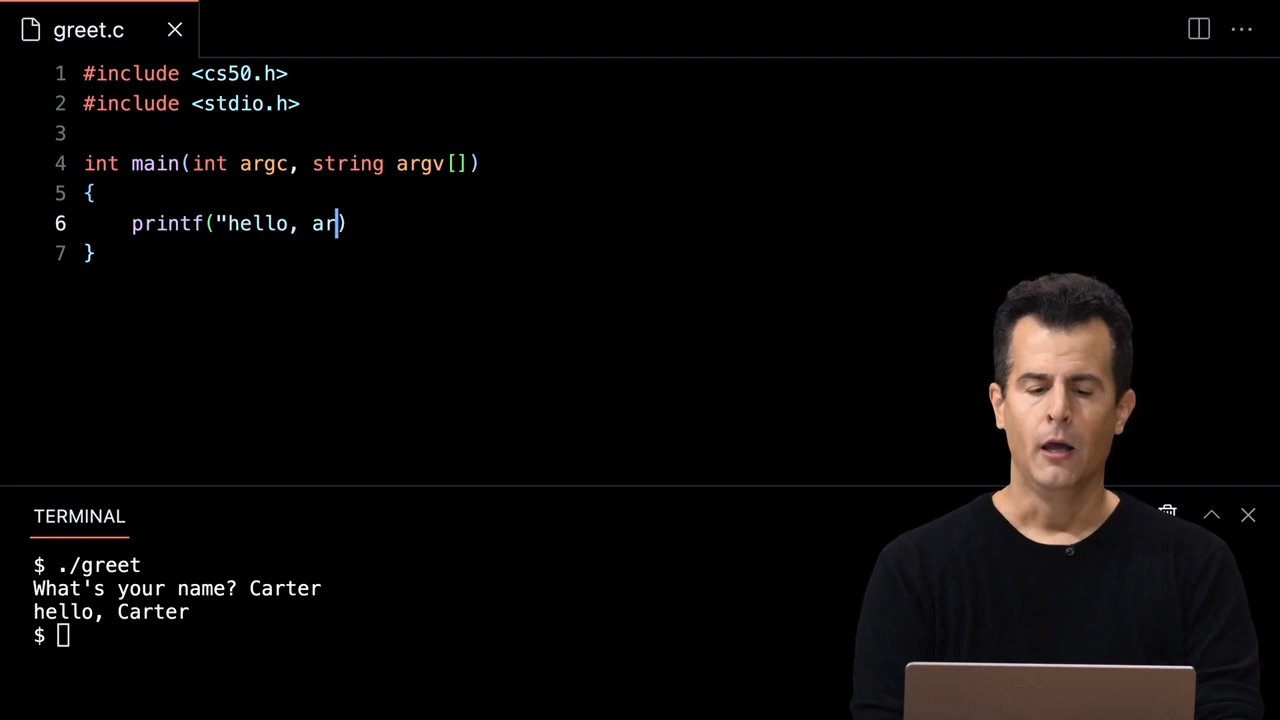 greet.c
1 #include <cs50.h>
2 #include <stdio.h>
3
4 int main(int argc, string argv[])
5 {
6     printf("hello, ar)
7 }
TERMINAL
$ ./greet
What's your name? Carter
hello, Carter
$